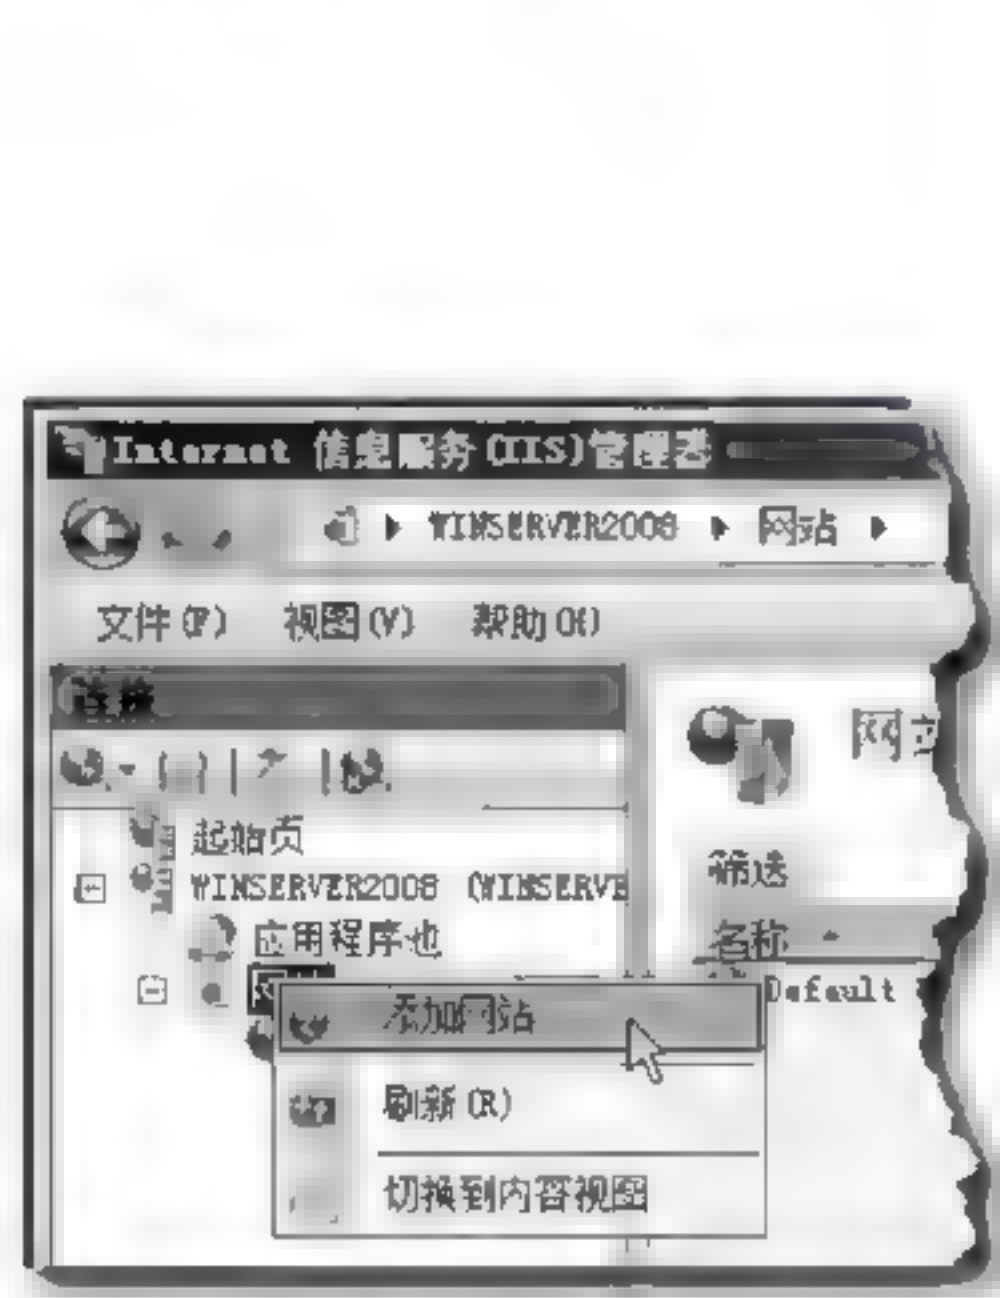 Internet 信息服务(IIS)管理器
WINSERVER2008 网站
文件(F) 视图(V) 帮助(H)
连接
网
起始页
WINSERVER2008 (WINSERVE
筛选
应用程序池
名称
Default
添加网站
刷新(R)
切换到内容视图